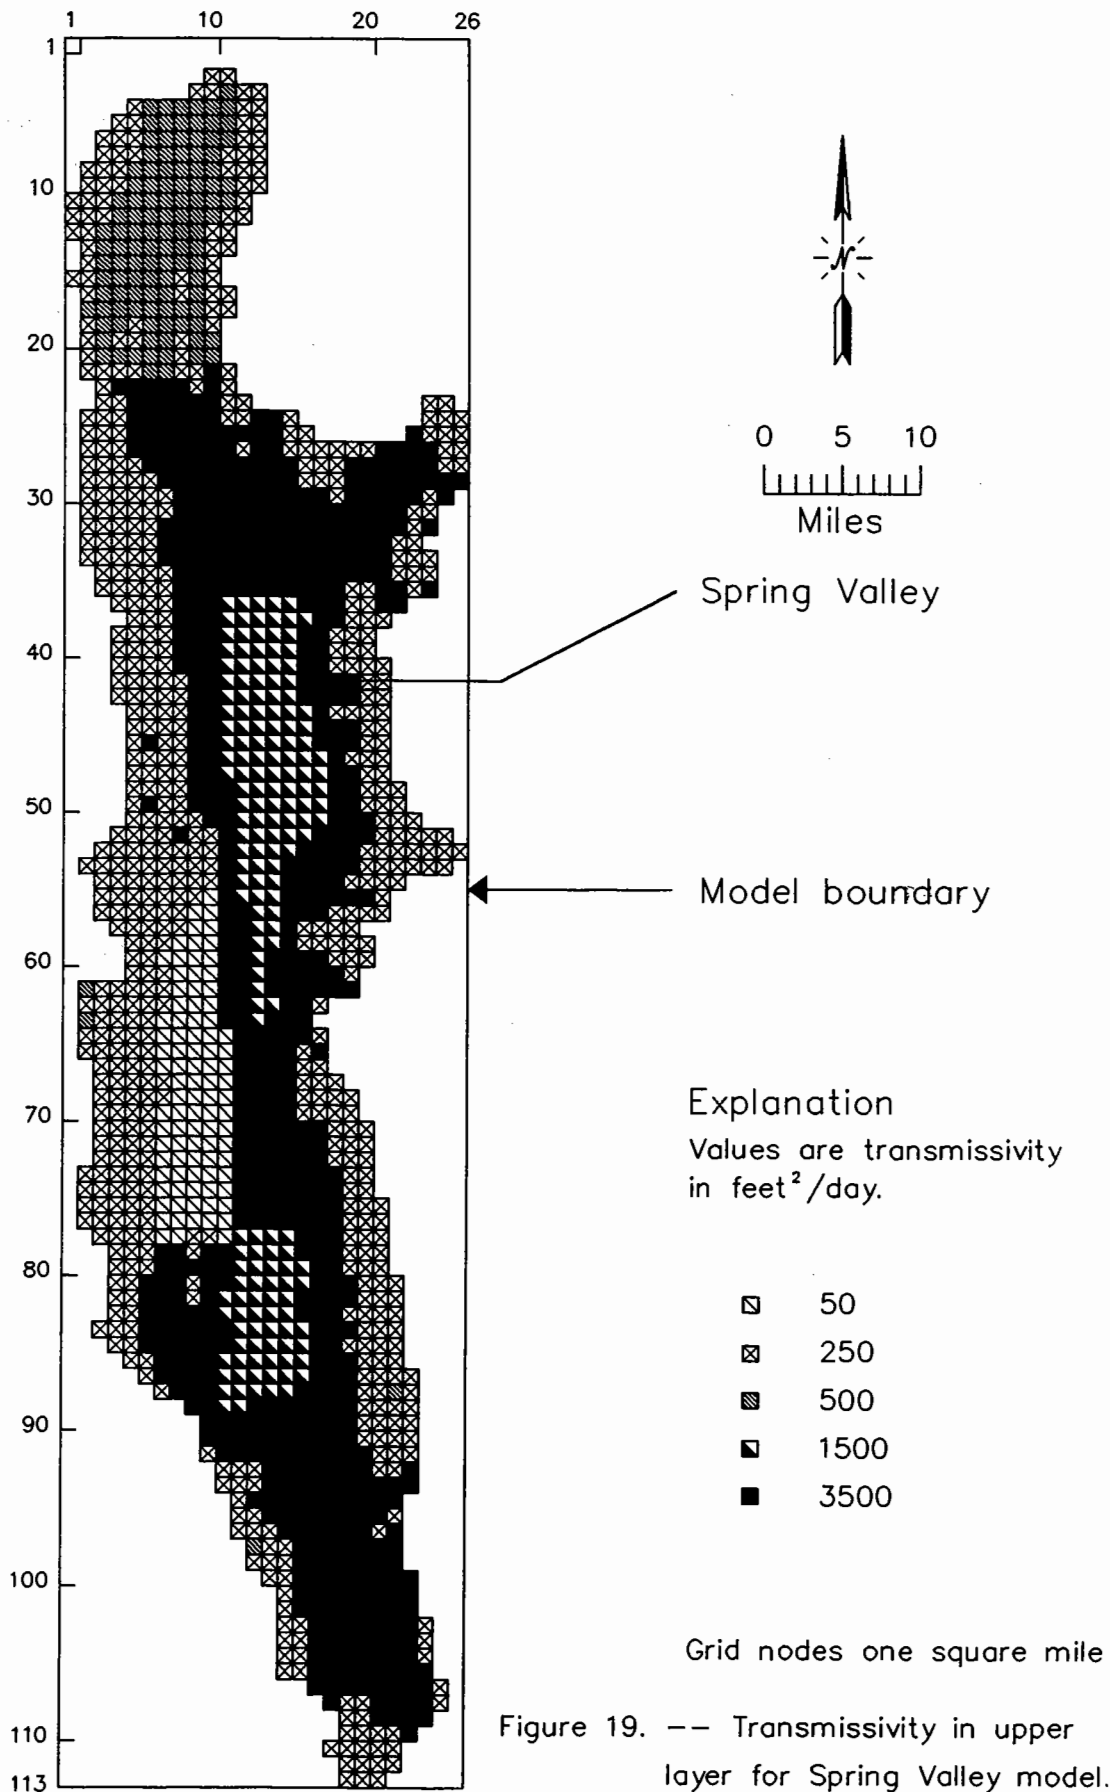 1 10 20 26
1
10
20
30
40
50
60
70
80
90
100
110
113
N
0 5 10
Miles
Spring Valley
Model boundary
Explanation
Values are transmissivity
in feet²/day.
50
250
500
1500
3500
Grid nodes one square mile
Figure 19. -- Transmissivity in upper
layer for Spring Valley model.